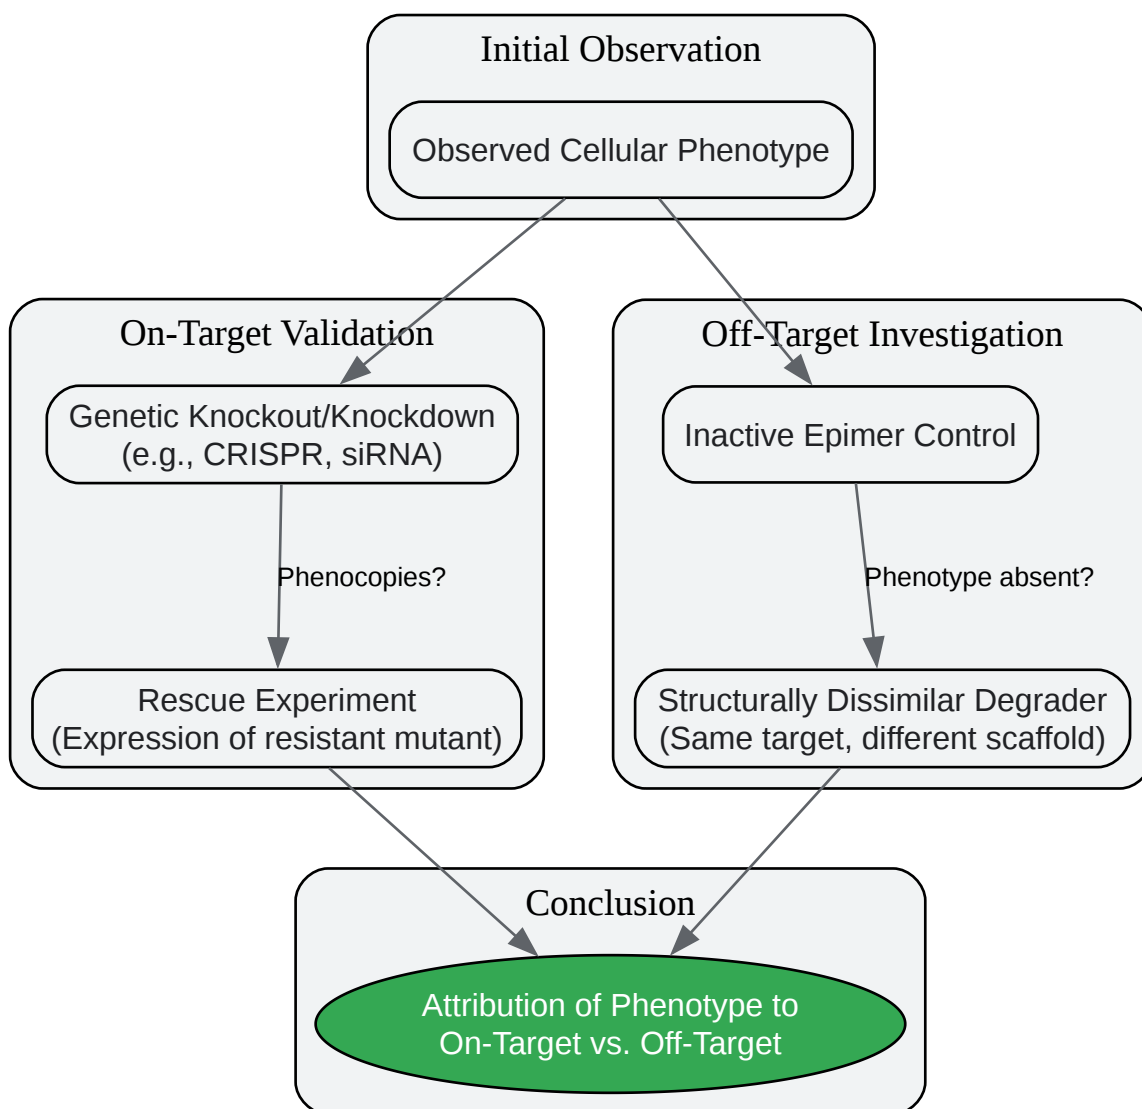 Initial Observation
Observed Cellular Phenotype
On-Target Validation
Genetic Knockout/Knockdown
(e.g., CRISPR, siRNA)
Phenocopies?
Rescue Experiment
(Expression of resistant mutant)
Off-Target Investigation
Inactive Epimer Control
Phenotype absent?
Structurally Dissimilar Degrader
(Same target, different scaffold)
Conclusion
Attribution of Phenotype to
On-Target vs. Off-Target